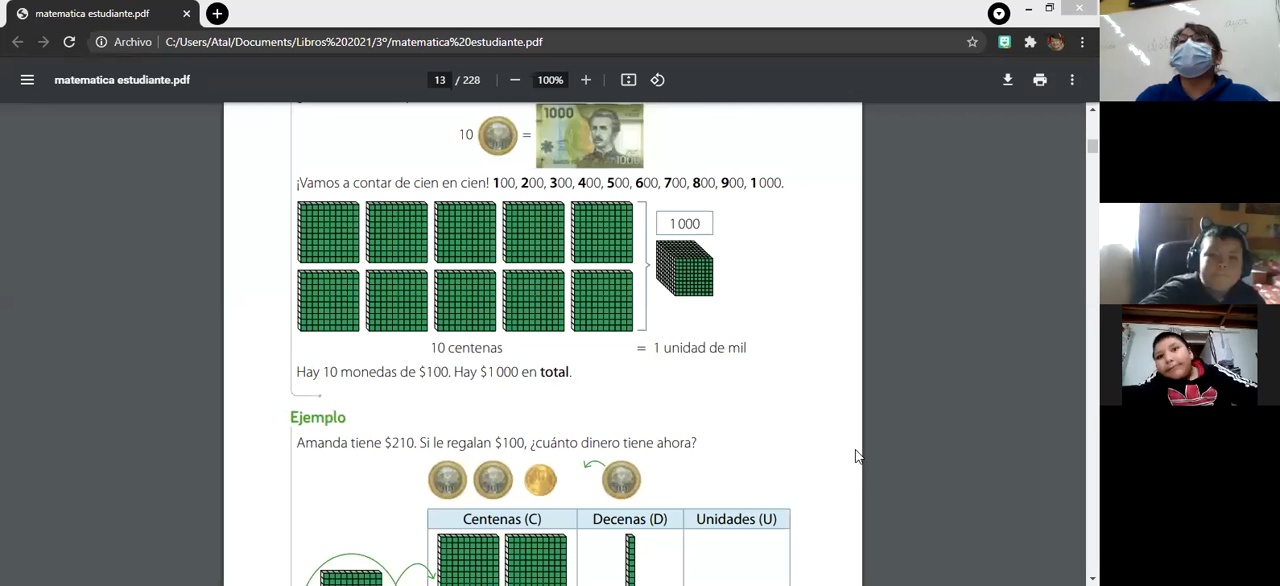 matematica estudiante.pdf
Archivo C:/Users/Atal/Documents/Libros%202021/3º/matematica%20estudiante.pdf
matematica estudiante.pdf 13 / 228 100%
10 = 1000
¡Vamos a contar de cien en cien! 100, 200, 300, 400, 500, 600, 700, 800, 900, 1 000.
1 000
10 centenas = 1 unidad de mil
Hay 10 monedas de $100. Hay $1 000 en total.
Ejemplo
Amanda tiene $210. Si le regalan $100, ¿cuánto dinero tiene ahora?
Centenas (C) Decenas (D) Unidades (U)